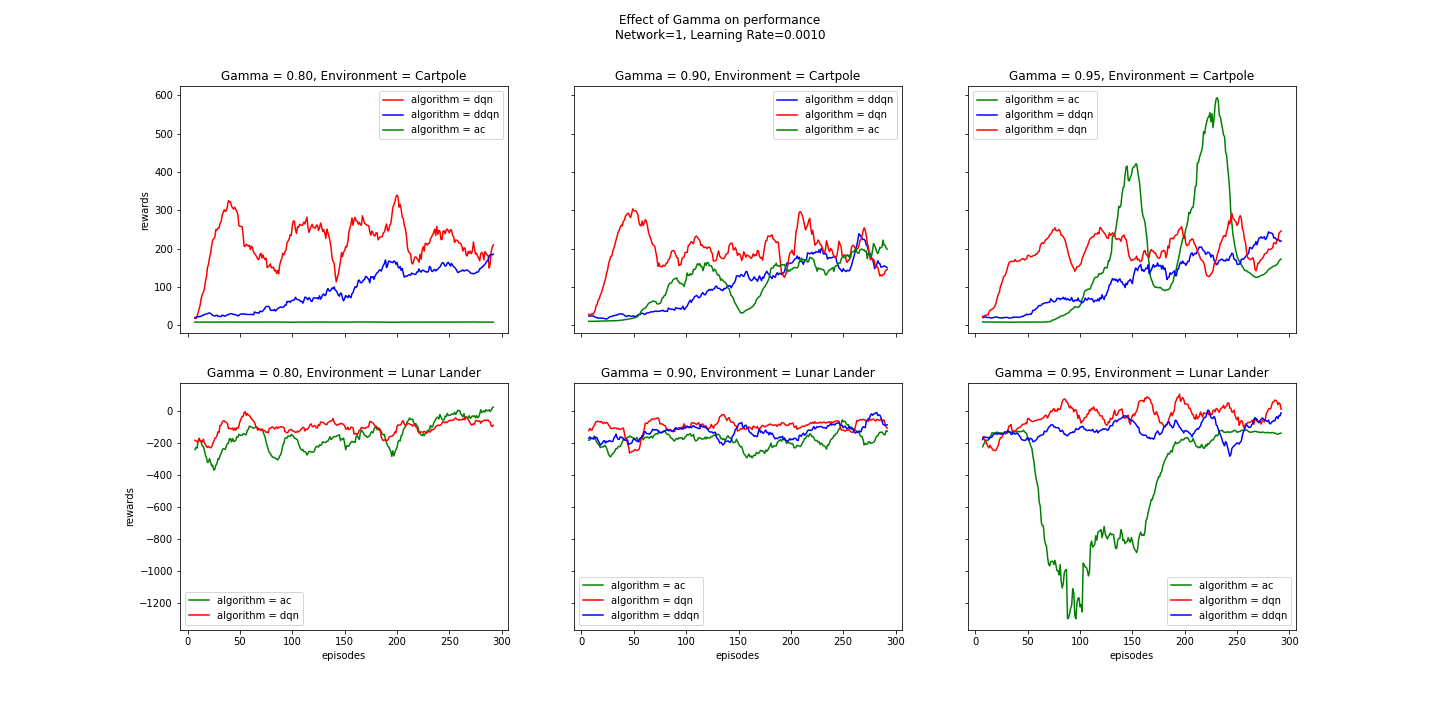 Effect of Gamma on performance
Network=1, Learning Rate=0.0010
Gamma = 0.80, Environment = Cartpole
rewards
600
500
400
300
200
100
0
algorithm = dqn
algorithm = ddqn
algorithm = ac
Gamma = 0.90, Environment = Cartpole
algorithm = ddqn
algorithm = dqn
algorithm = ac
Gamma = 0.95, Environment = Cartpole
algorithm = ac
algorithm = ddqn
algorithm = dqn
Gamma = 0.80, Environment = Lunar Lander
rewards
0
−200
−400
−600
−800
−1000
−1200
algorithm = ac
algorithm = dqn
0 50 100 150 200 250 300
episodes
Gamma = 0.90, Environment = Lunar Lander
algorithm = ac
algorithm = dqn
algorithm = ddqn
0 50 100 150 200 250 300
episodes
Gamma = 0.95, Environment = Lunar Lander
algorithm = ac
algorithm = dqn
algorithm = ddqn
0 50 100 150 200 250 300
episodes